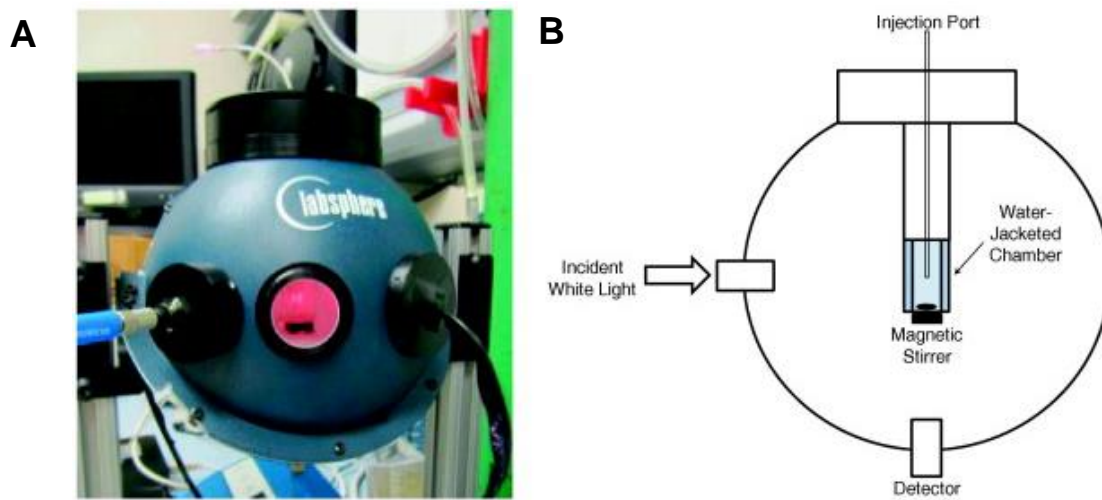 A
labsphere
B
Injection Port
Water-
Jacketed
Chamber
Incident
White Light
Magnetic
Stirrer
Detector